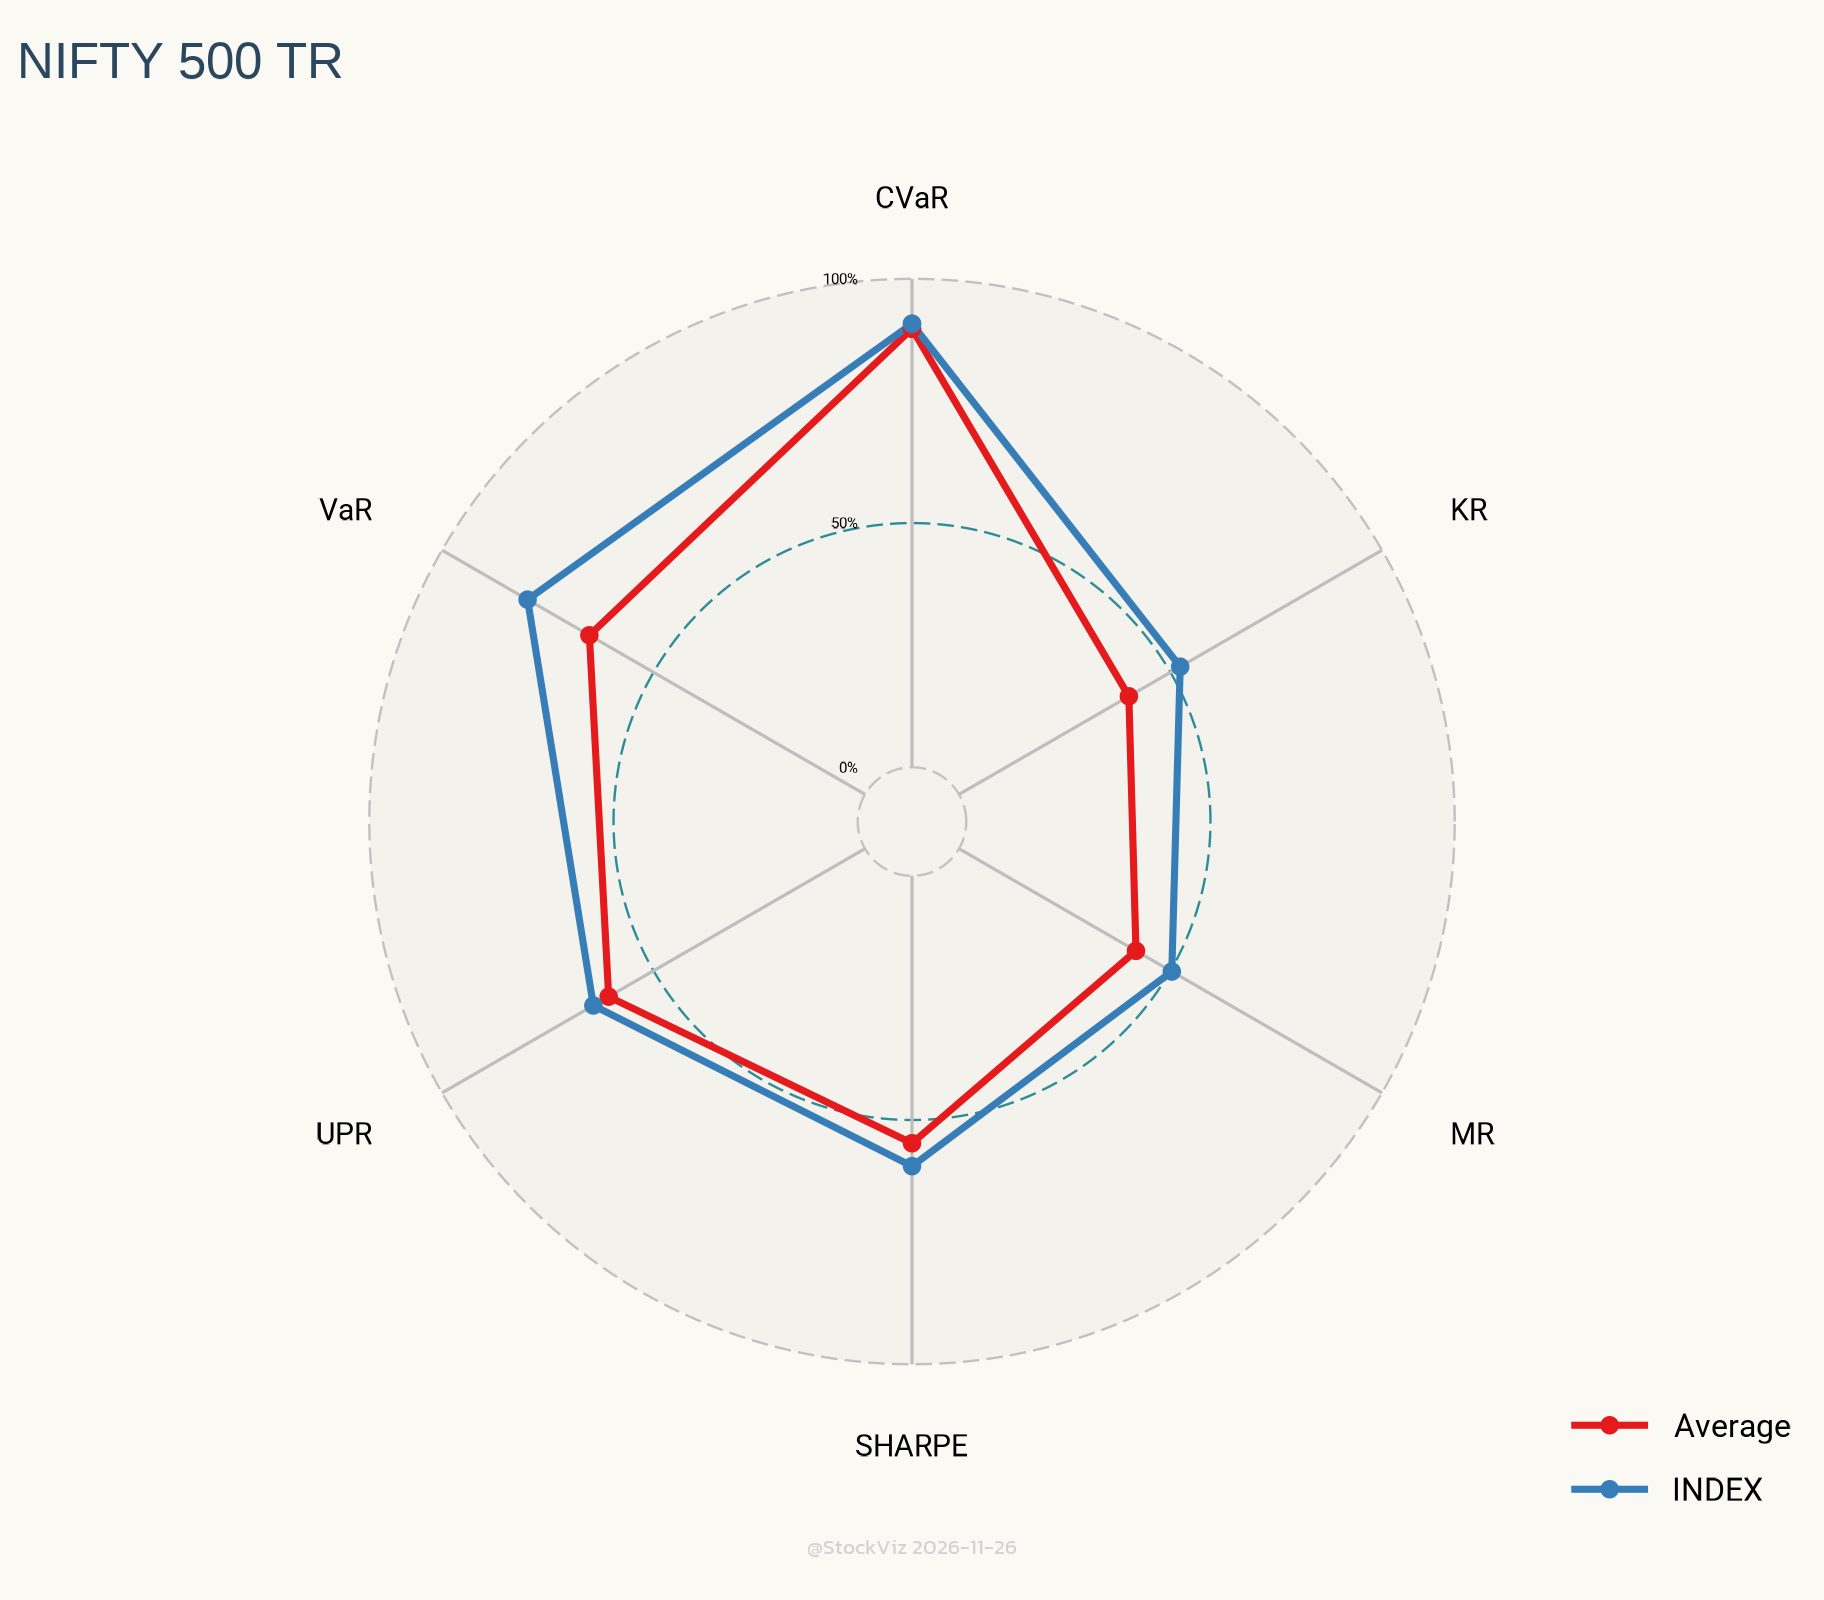 NIFTY 500 TR
CVaR
100%
VaR
KR
50%
0%
UPR
MR
SHARPE
Average
INDEX
@StockViz 2026-11-26